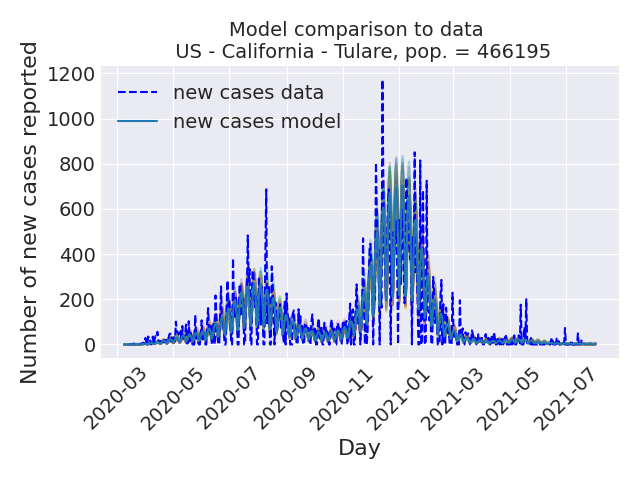 Model comparison to data
US - California - Tulare, pop. = 466195
Number of new cases reported
1200
1000
800
600
400
200
0
new cases data
new cases model
2020-03
2020-05
2020-07
2020-09
2020-11
2021-01
2021-03
2021-05
2021-07
Day